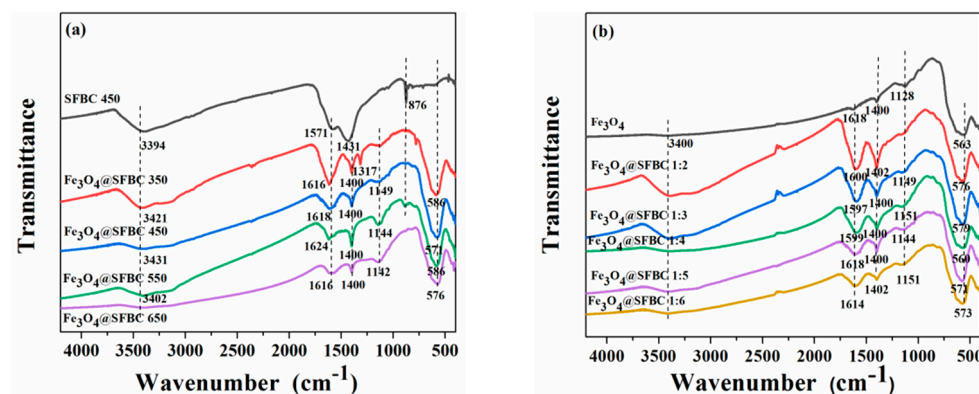 (a)
SFBC 450
876
1571
1431
3394
1317
Fe3O4@SFBC 350
1616
1400
1149
586
3421
Fe3O4@SFBC 450
1618
1400
1144
571
3431
Fe3O4@SFBC 550
1624
1400
1142
586
3402
Fe3O4@SFBC 650
1616
1400
576
Transmittance
4000 3500 3000 2500 2000 1500 1000 500
Wavenumber (cm-1)
(b)
Fe3O4
1618
1400
1128
3400
563
Fe3O4@SFBC 1:2
1600
1402
1149
576
Fe3O4@SFBC 1:3
1597
1400
1151
579
Fe3O4@SFBC 1:4
1599
1400
1144
560
Fe3O4@SFBC 1:5
1618
1400
571
Fe3O4@SFBC 1:6
1614
1402
1151
573
Transmittance
4000 3500 3000 2500 2000 1500 1000 500
Wavenumber (cm-1)